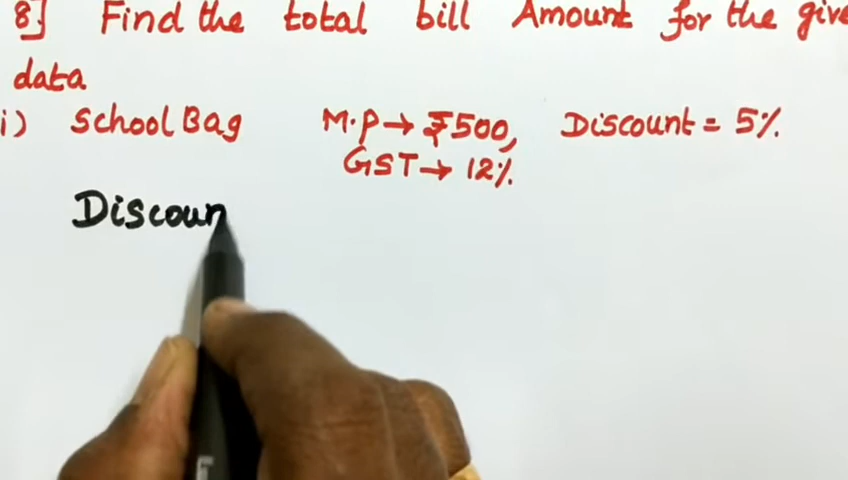 8] Find the total bill Amount for the give
data
i) School Bag M.P→ ₹500, Discount = 5%
GST→ 12%
Discoun